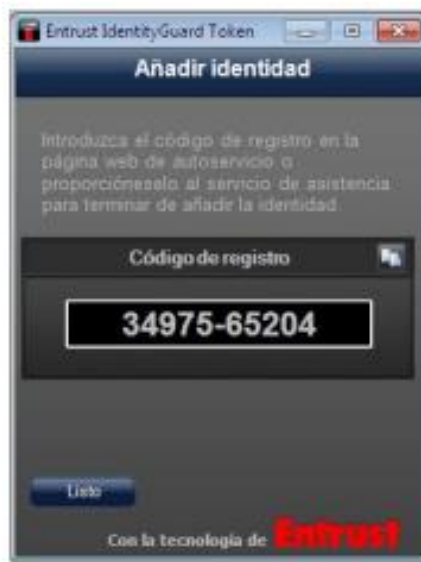 Entrust IdentityGuard Token
Añadir identidad
Introduzca el código de registro en la
página web de autoservicio o
proporcióneselo al servicio de asistencia
para terminar de añadir la identidad.
Código de registro
34975-65204
Listo
Con la tecnología de Entrust